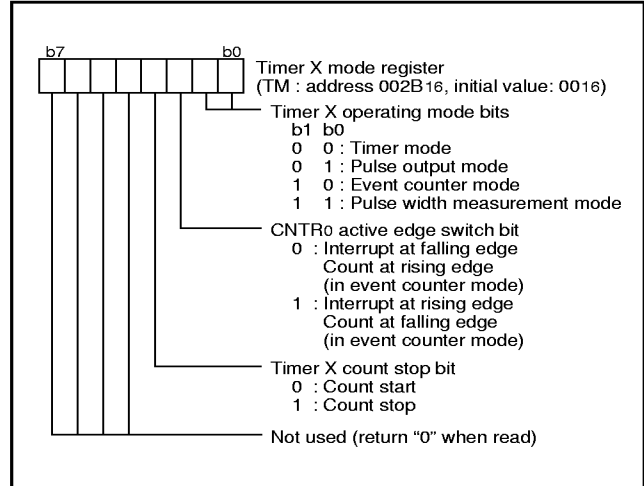 b7 b0
Timer X mode register
(TM : address 002B16, initial value: 0016)
Timer X operating mode bits
b1 b0
0 0 : Timer mode
0 1 : Pulse output mode
1 0 : Event counter mode
1 1 : Pulse width measurement mode
CNTR0 active edge switch bit
0 : Interrupt at falling edge
Count at rising edge
(in event counter mode)
1 : Interrupt at rising edge
Count at falling edge
(in event counter mode)
Timer X count stop bit
0 : Count start
1 : Count stop
Not used (return “0” when read)